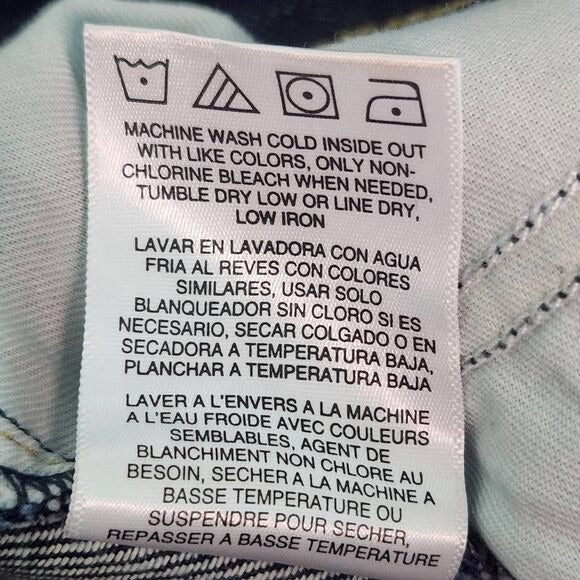 MACHINE WASH COLD INSIDE OUT
WITH LIKE COLORS, ONLY NON-
CHLORINE BLEACH WHEN NEEDED,
TUMBLE DRY LOW OR LINE DRY,
LOW IRON
LAVAR EN LAVADORA CON AGUA
FRIA AL REVES CON COLORES
SIMILARES, USAR SOLO
BLANQUEADOR SIN CLORO SI ES
NECESARIO, SECAR COLGADO O EN
SECADORA A TEMPERATURA BAJA,
PLANCHAR A TEMPERATURA BAJA
LAVER A L'ENVERS A LA MACHINE
A L'EAU FROIDE AVEC COULEURS
SEMBLABLES, AGENT DE
BLANCHIMENT NON CHLORE AU
BESOIN, SECHER A LA MACHINE A
BASSE TEMPERATURE OU
SUSPENDRE POUR SECHER,
REPASSER A BASSE TEMPERATURE